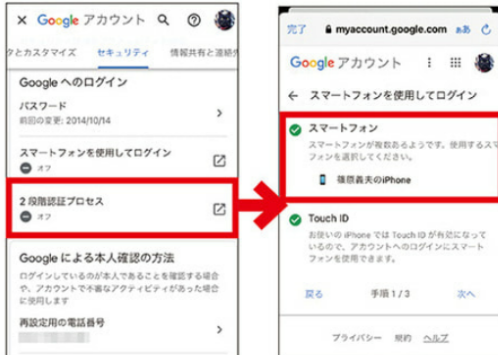 Google アカウント
タとカスタマイズ セキュリティ 情報共有と連絡先
Google へのログイン
パスワード
前回の変更: 2014/10/14
スマートフォンを使用してログイン
オフ
2 段階認証プロセス
オフ
Google による本人確認の方法
ログインしているのが本人であることを確認する場合
や、アカウントで不審なアクティビティがあった場合
に使用します
再設定用の電話番号
完了 myaccount.google.com ああ
Google アカウント
スマートフォンを使用してログイン
スマートフォン
スマートフォンが複数あるようです。使用するスマ
フォンを選択してください。
篠原義夫のiPhone
Touch ID
お使いの iPhone では Touch ID が有効になって
いるので、アカウントへのログインにスマート
フォンを使用できます。
戻る 手順 1 / 3 次へ
プライバシー 規約 ヘルプ